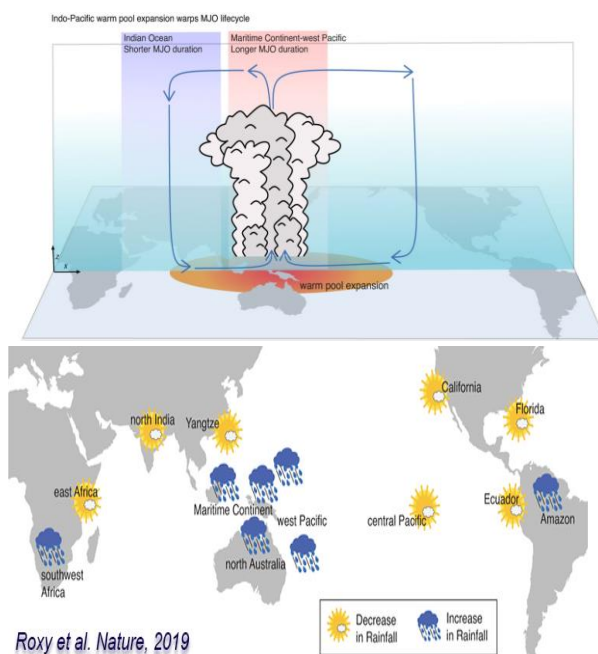 Indo-Pacific warm pool expansion warps MJO lifecycle
Indian Ocean
Shorter MJO duration
Maritime Continent-west Pacific
Longer MJO duration
z
x
warm pool expansion
north India
Yangtze
California
Florida
east Africa
Maritime Continent
west Pacific
central Pacific
Ecuador
Amazon
southwest
Africa
north Australia
Decrease
in Rainfall
Increase
in Rainfall
Roxy et al. Nature, 2019